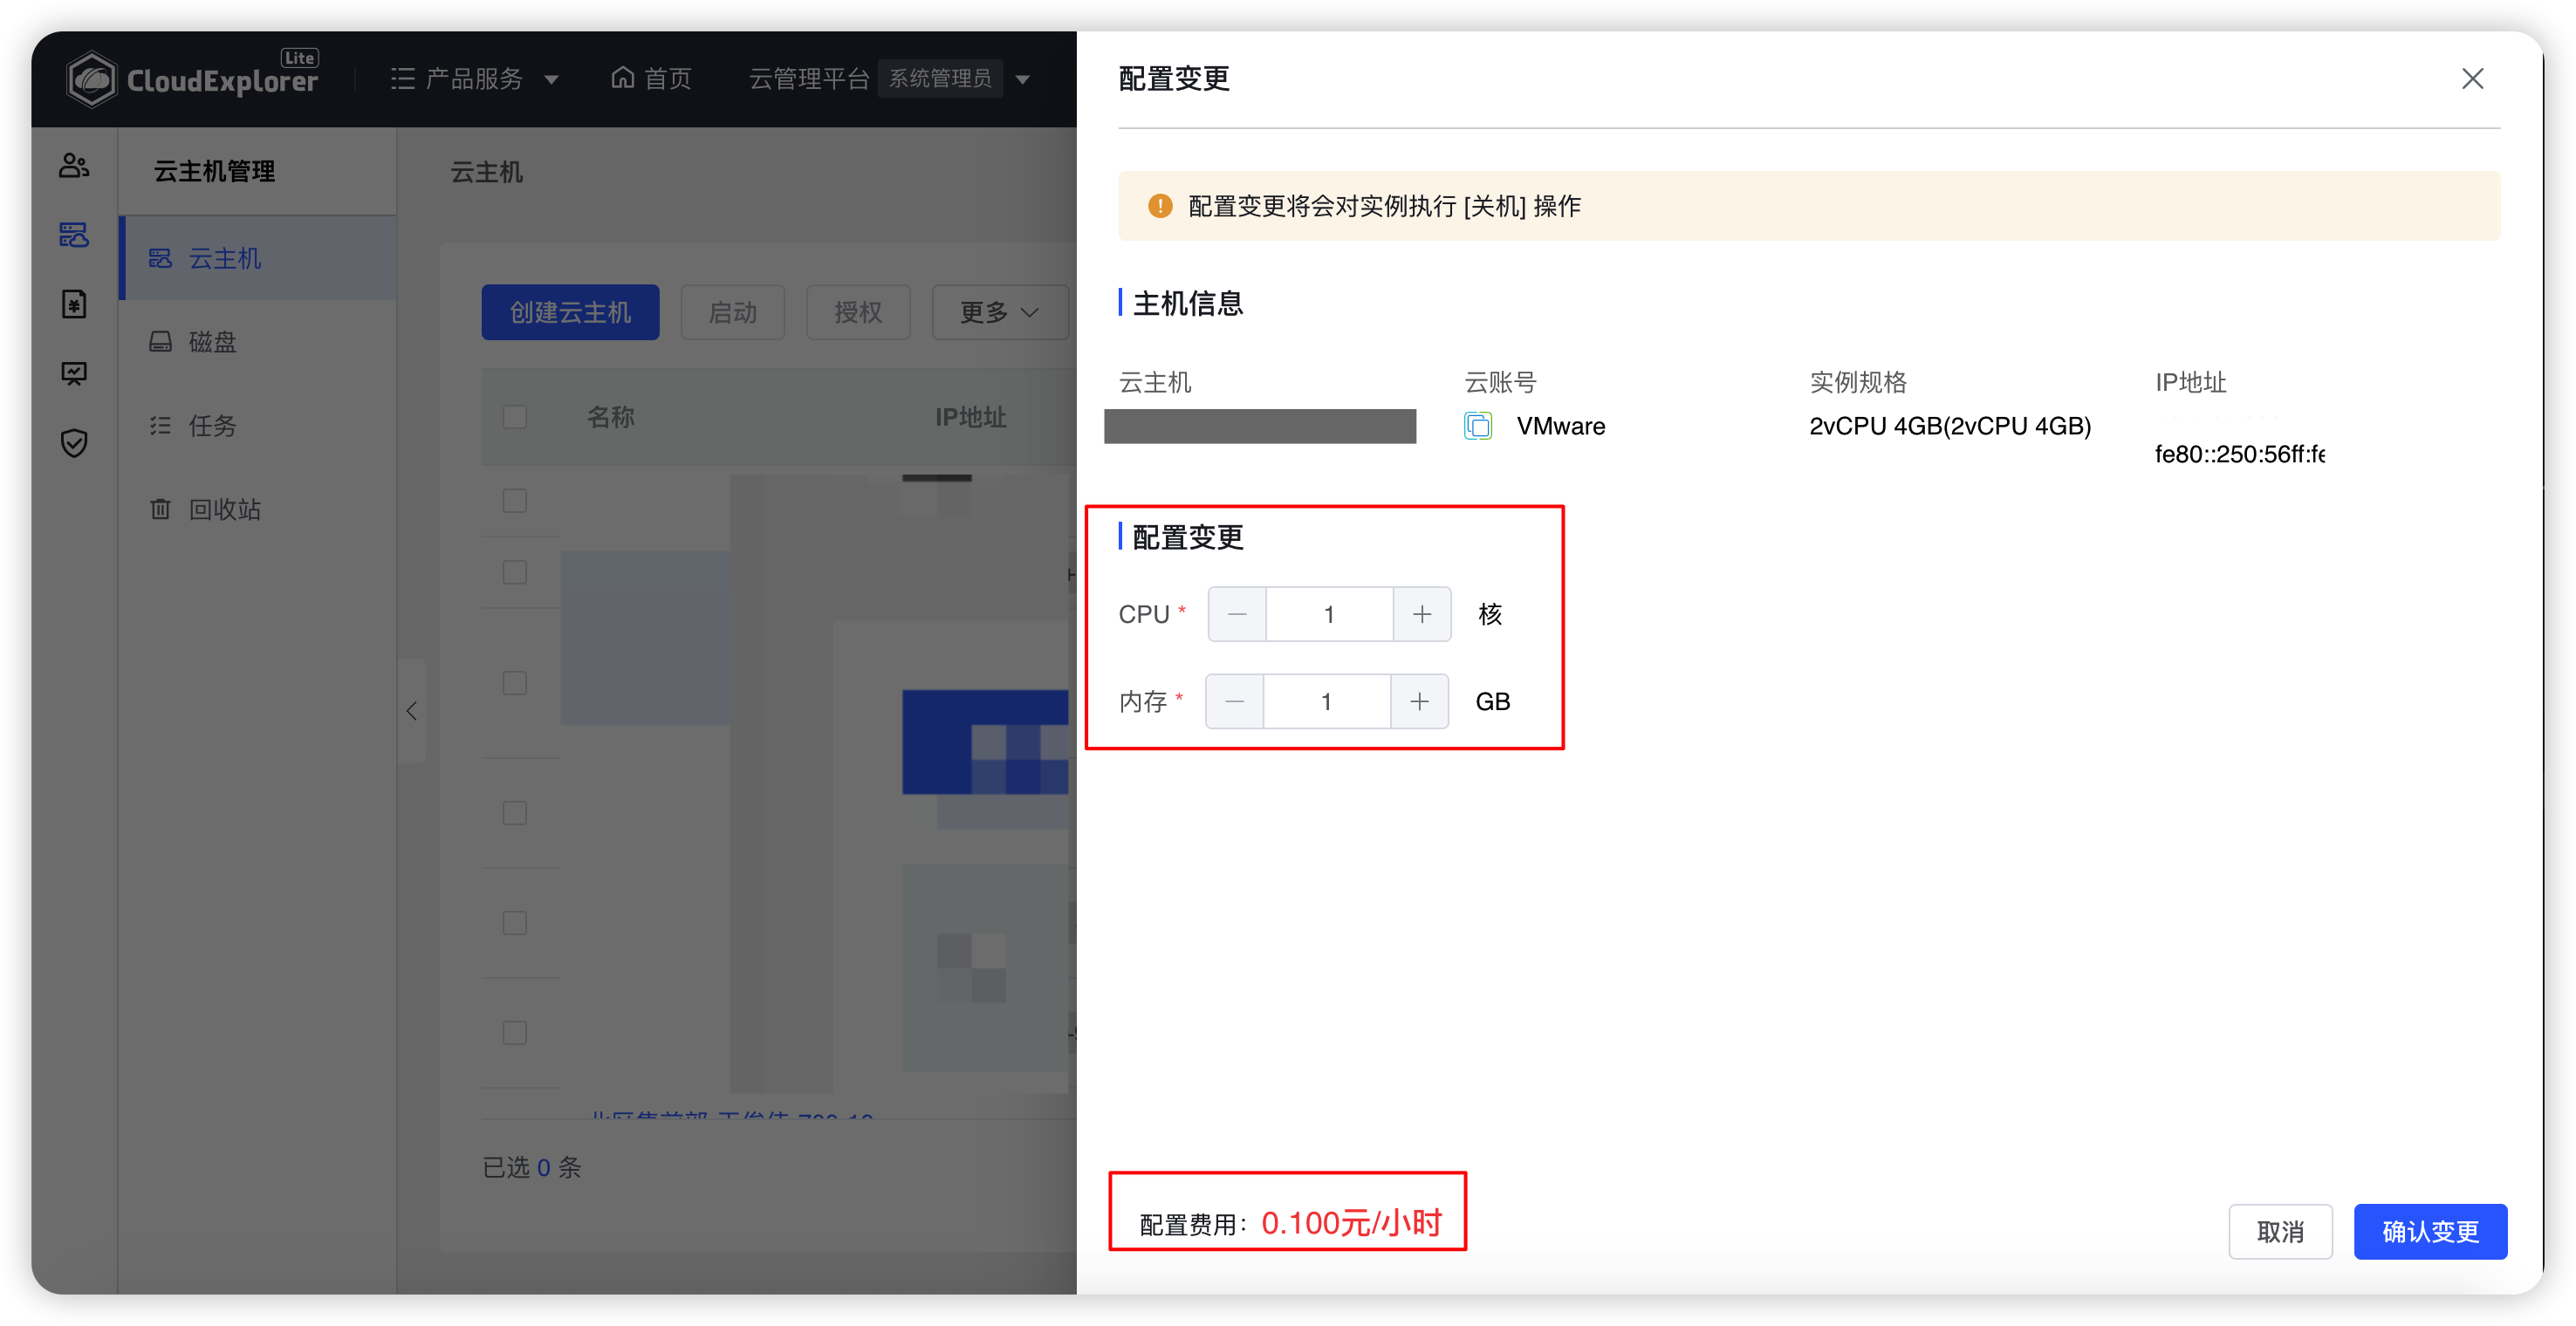 CloudExplorer Lite
产品服务
首页
云管理平台 系统管理员
云主机管理
云主机
磁盘
任务
回收站
云主机
创建云主机 启动 授权 更多
名称 IP地址
已选 0 条
配置变更
配置变更将会对实例执行 [关机] 操作
主机信息
云主机 云账号 实例规格 IP地址
VMware 2vCPU 4GB(2vCPU 4GB)
fe80::250:56ff:fe
配置变更
CPU * 1 核
内存 * 1 GB
配置费用： 0.100元/小时
取消 确认变更